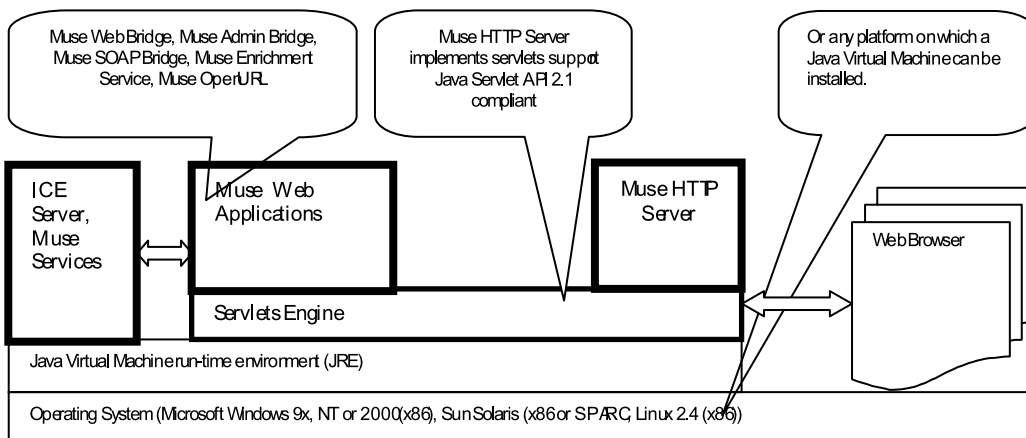 Muse Web Bridge, Muse Admin Bridge,
Muse SOAP Bridge, Muse Enrichment
Service, Muse OpenURL
Muse HTTP Server
implements servlets support
Java Servlet API 2.1
compliant
Or any platform on which a
Java Virtual Machine can be
installed.
ICE
Server,
Muse
Services
Muse Web
Applications
Muse HTTP
Server
Web Browser
Servlets Engine
Java Virtual Machine run-time environment (JRE)
Operating System (Microsoft Windows 9x, NT or 2000 (x86), Sun Solaris (x86 or SPARC, Linux 2.4 (x86))